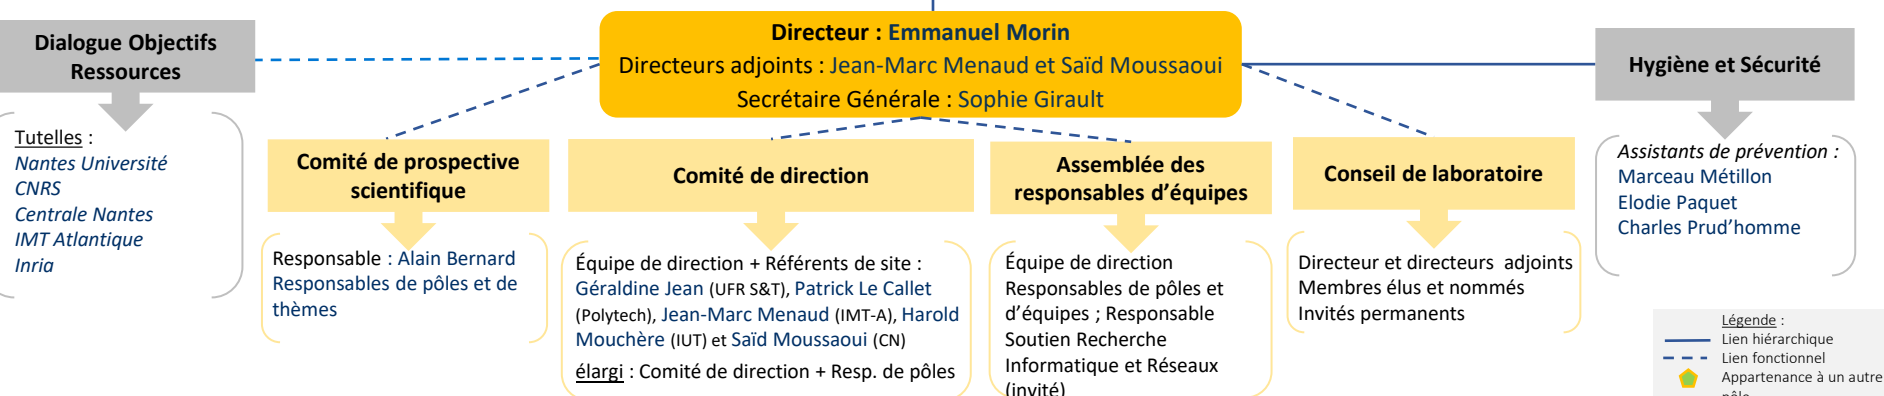 Directeur : Emmanuel Morin
Directeurs adjoints : Jean-Marc Menaud et Saïd Moussaoui
Secrétaire Générale : Sophie Girault
Dialogue Objectifs
Ressources
Tutelles :
Nantes Université
CNRS
Centrale Nantes
IMT Atlantique
Inria
Comité de prospective
scientifique
Responsable : Alain Bernard
Responsables de pôles et de
thèmes
Comité de direction
Équipe de direction + Référents de site :
Géraldine Jean (UFR S&T), Patrick Le Callet
(Polytech), Jean-Marc Menaud (IMT-A), Harold
Mouchère (IUT) et Saïd Moussaoui (CN)
élargi : Comité de direction + Resp. de pôles
Assemblée des
responsables d’équipes
Équipe de direction
Responsables de pôles et
d’équipes ; Responsable
Soutien Recherche
Informatique et Réseaux
(invité)
Conseil de laboratoire
Directeur et directeurs adjoints
Membres élus et nommés
Invités permanents
Hygiène et Sécurité
Assistants de prévention :
Marceau Métillon
Elodie Paquet
Charles Prud’homme
Légende :
Lien hiérarchique
Lien fonctionnel
Appartenance à un autre
pôle